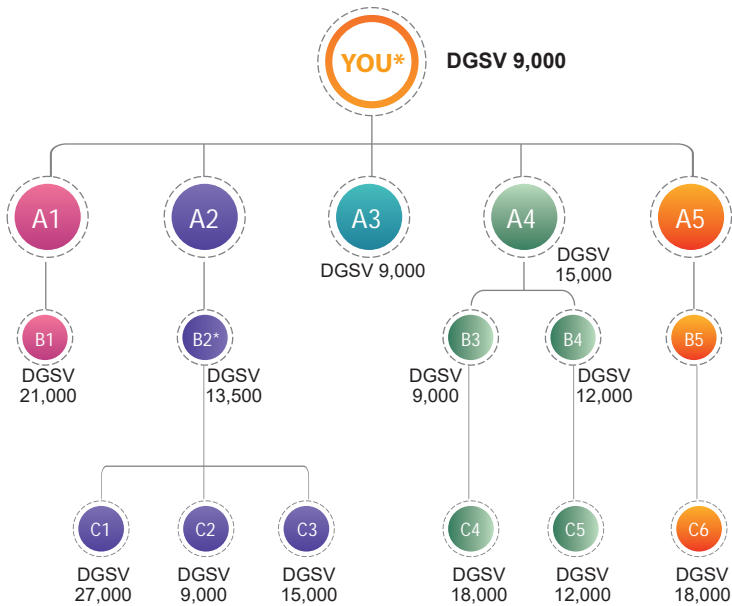 YOU*
DGSV 9,000
A1
A2
A3
A4
A5
DGSV 9,000
DGSV
15,000
B1
B2*
B3
B4
B5
DGSV
21,000
DGSV
13,500
DGSV
9,000
DGSV
12,000
C1
C2
C3
C4
C5
C6
DGSV
27,000
DGSV
9,000
DGSV
15,000
DGSV
18,000
DGSV
12,000
DGSV
18,000